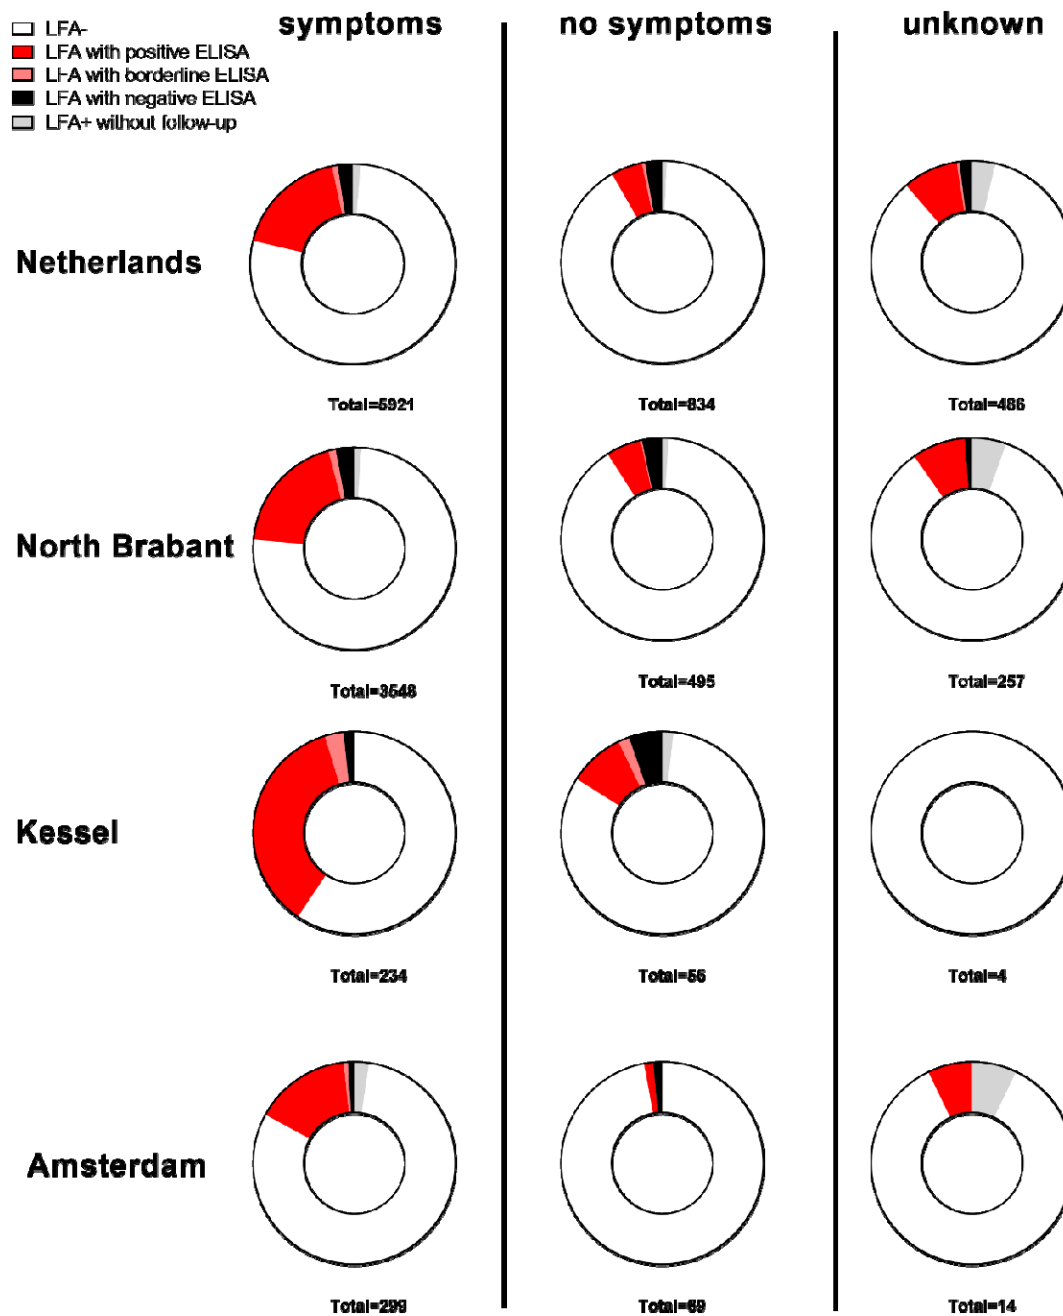 symptoms
no symptoms
unknown
LFA-
LFA with positive ELISA
LFA with borderline ELISA
LFA with negative ELISA
LFA+ without follow-up
Netherlands
Total=5921
Total=834
Total=486
North Brabant
Total=3548
Total=495
Total=257
Kessel
Total=234
Total=56
Total=4
Amsterdam
Total=299
Total=69
Total=14